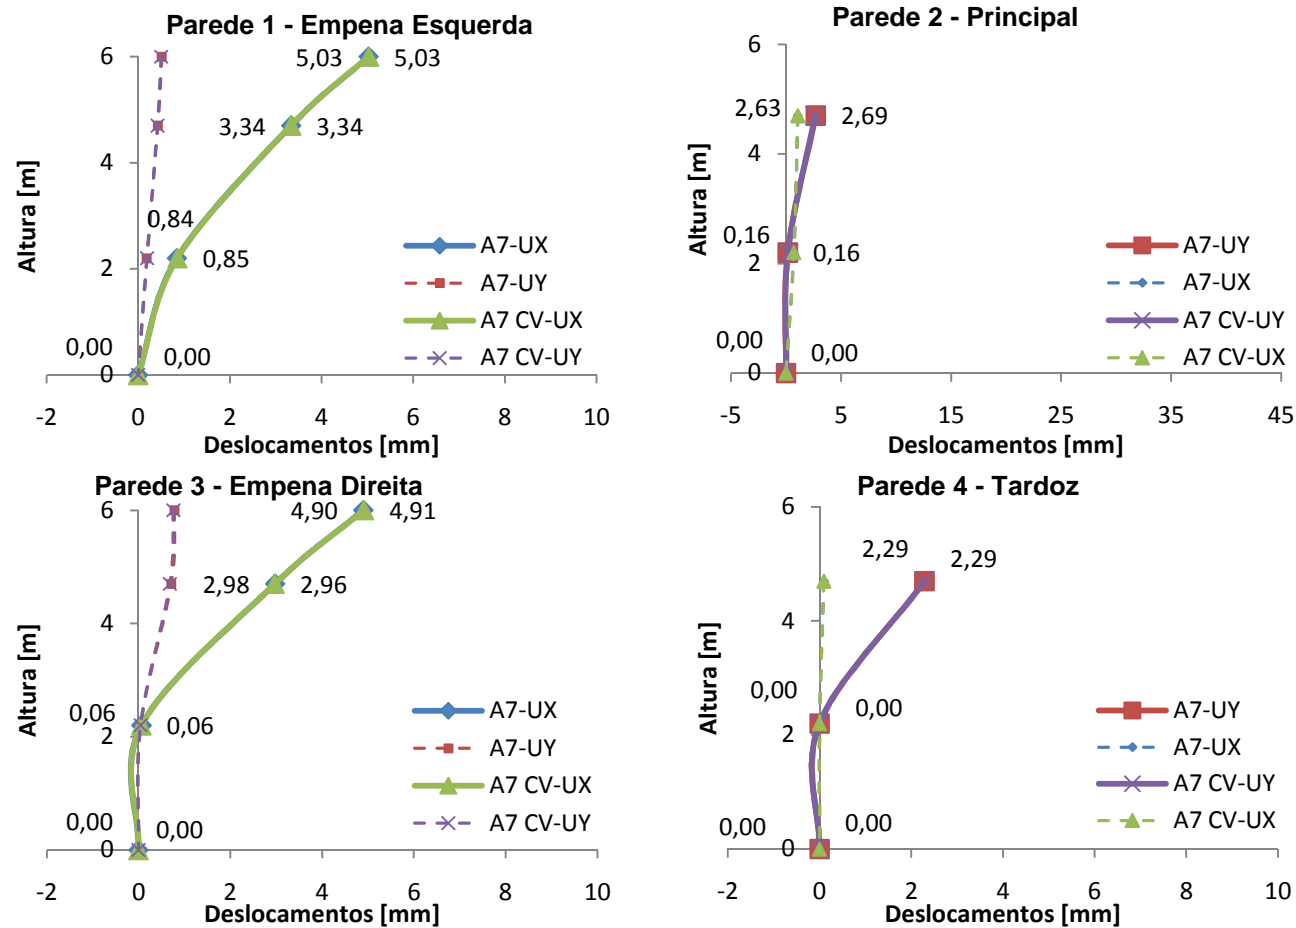 Parede 1 - Empena Esquerda
6
5,03 5,03
3,34 3,34
4
Altura [m]
0,84
0,85
2
0,00 0,00
0
-2 0 2 4 6 8 10
Deslocamentos [mm]
A7-UX
A7-UY
A7 CV-UX
A7 CV-UY
Parede 2 - Principal
6
2,63 2,69
4
Altura [m]
0,16 0,16
2
0,00 0,00
0
-5 5 15 25 35 45
Deslocamentos [mm]
A7-UY
A7-UX
A7 CV-UY
A7 CV-UX
Parede 3 - Empena Direita
6
4,90 4,91
2,98 2,96
4
Altura [m]
0,06 0,06
2
0,00 0,00
0
-2 0 2 4 6 8 10
Deslocamentos [mm]
A7-UX
A7-UY
A7 CV-UX
A7 CV-UY
Parede 4 - Tardoz
6
2,29 2,29
4
Altura [m]
0,00 0,00
2
0,00 0,00
0
-2 0 2 4 6 8 10
Deslocamentos [mm]
A7-UY
A7-UX
A7 CV-UY
A7 CV-UX